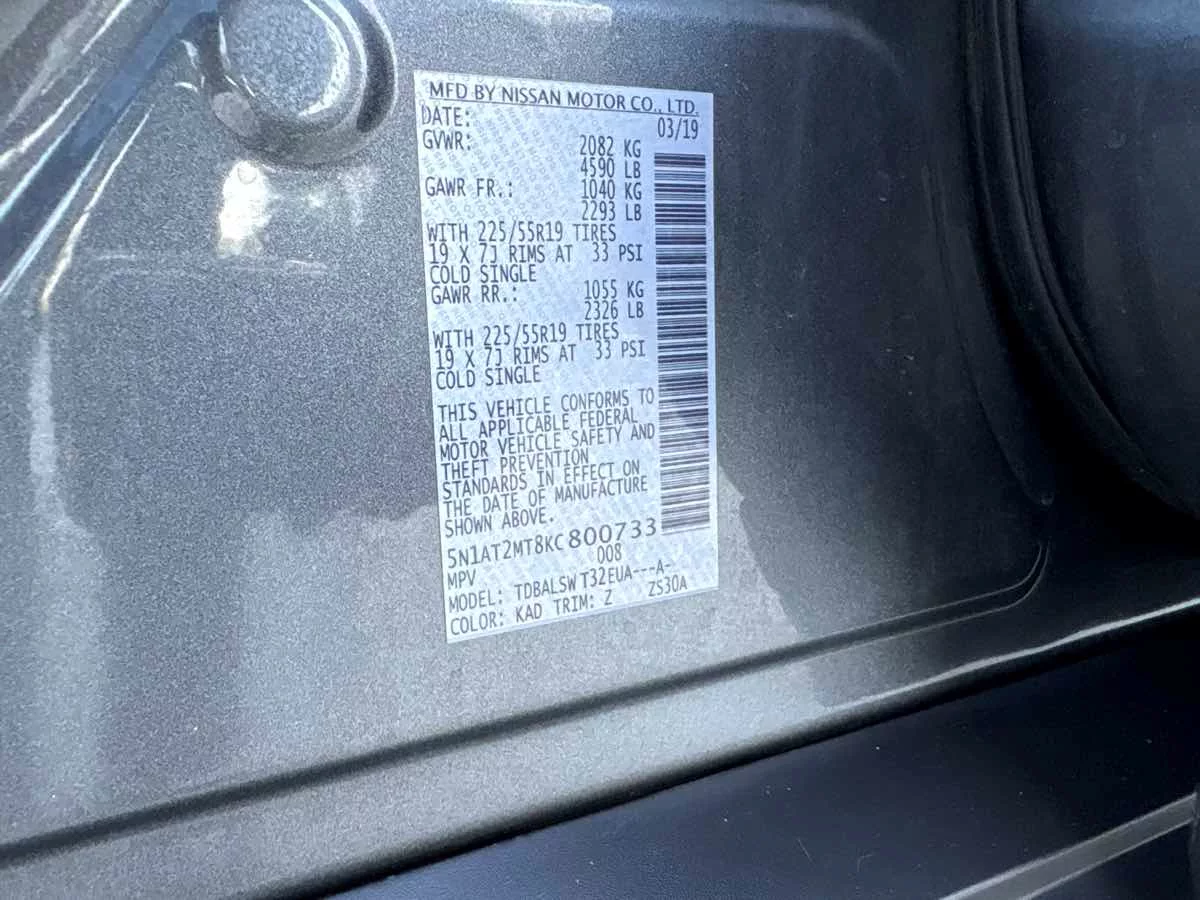 MFD BY NISSAN MOTOR CO., LTD.
DATE: 03/19
GVWR: 2082 KG
4590 LB
GAWR FR.: 1040 KG
2293 LB
WITH 225/55R19 TIRES
19 X 7J RIMS AT 33 PSI
COLD SINGLE
GAWR RR.: 1055 KG
2326 LB
WITH 225/55R19 TIRES
19 X 7J RIMS AT 33 PSI
COLD SINGLE
THIS VEHICLE CONFORMS TO
ALL APPLICABLE FEDERAL
MOTOR VEHICLE SAFETY AND
THEFT PREVENTION
STANDARDS IN EFFECT ON
THE DATE OF MANUFACTURE
SHOWN ABOVE.
5N1AT2MT8KC800733
MPV 008
MODEL: TDBALSW T32EUA---A-
COLOR: KAD TRIM: Z ZS30A